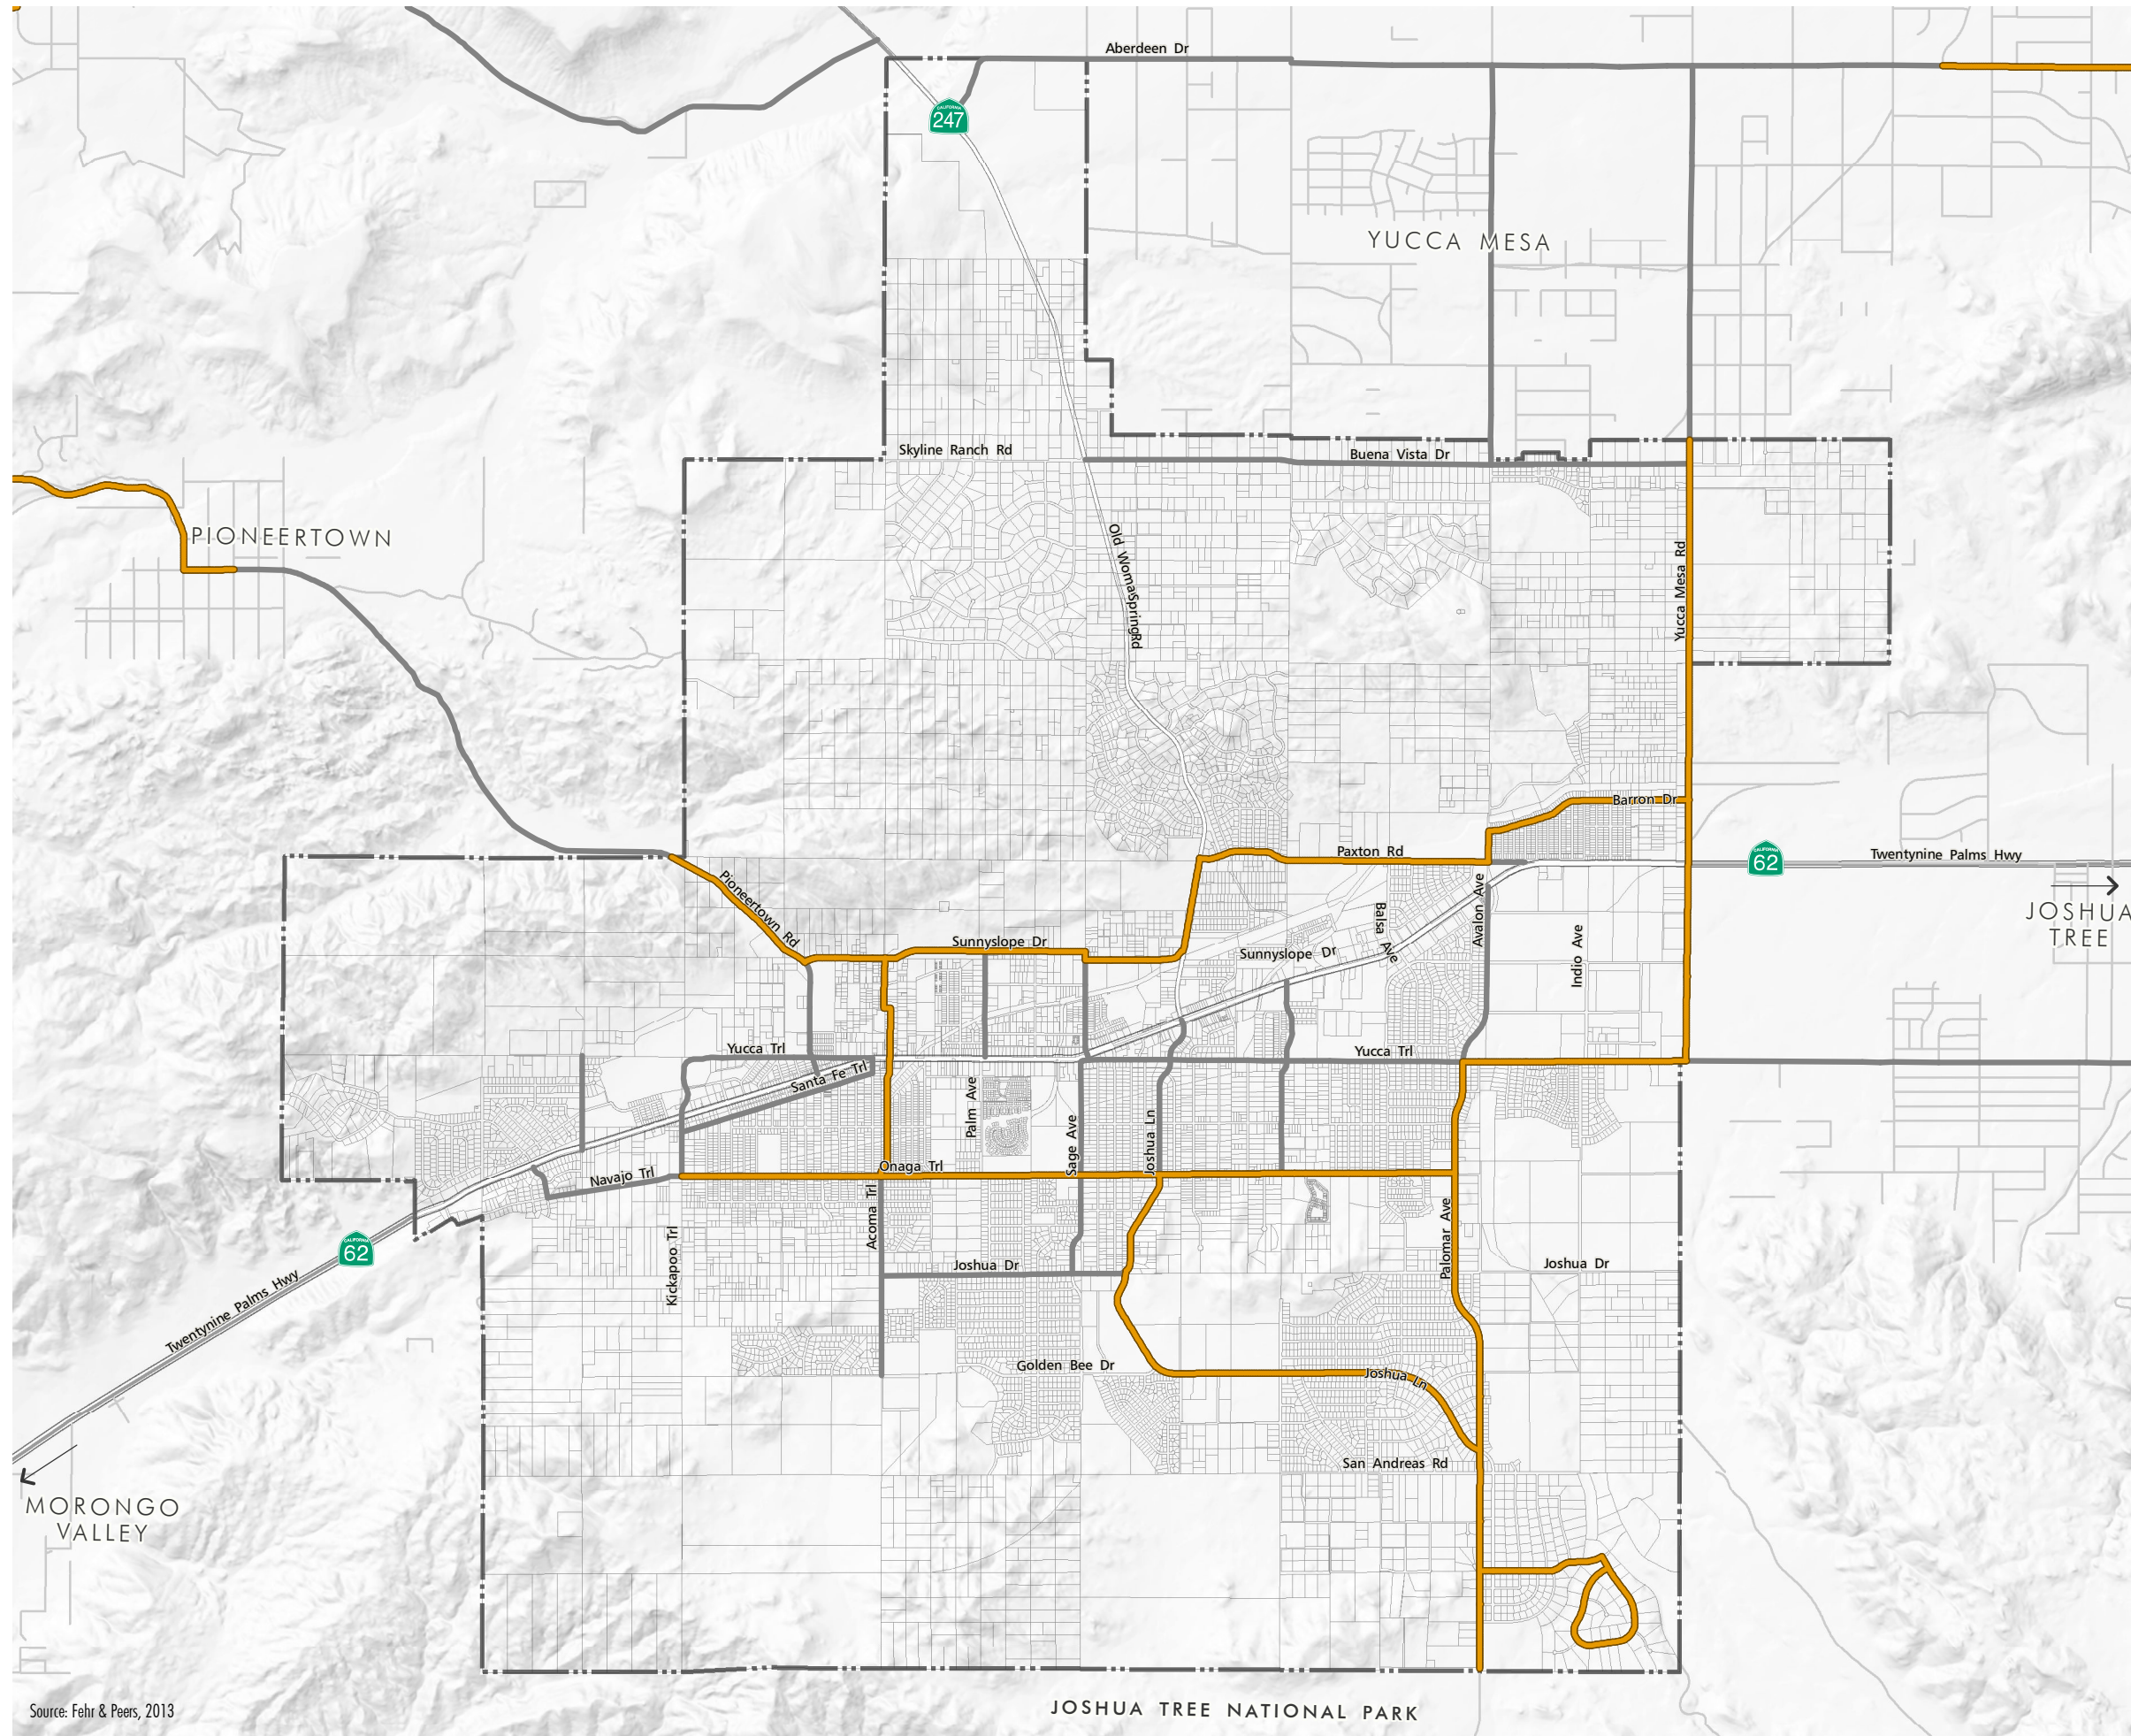 Aberdeen Dr
CALIFORNIA
247
YUCCA MESA
Skyline Ranch Rd
Buena Vista Dr
PIONEERTOWN
Old Woman Spring Rd
Yucca Mesa Rd
Barron Dr
Paxton Rd
CALIFORNIA
62
Twentynine Palms Hwy
Pioneertown Rd
Avalon Ave
Balsa Ave
JOSHUA
TREE
Sunnyslope Dr
Sunnyslope Dr
Indio Ave
Yucca Trl
Yucca Trl
Santa Fe Trl
Palm Ave
Sage Ave
Joshua Ln
Onaga Trl
Navajo Trl
Acoma Trl
Kickapoo Trl
Palomar Ave
CALIFORNIA
62
Twentynine Palms Hwy
Joshua Dr
Joshua Dr
Golden Bee Dr
Joshua Ln
San Andreas Rd
MORONGO
VALLEY
JOSHUA TREE NATIONAL PARK
Source: Fehr & Peers, 2013